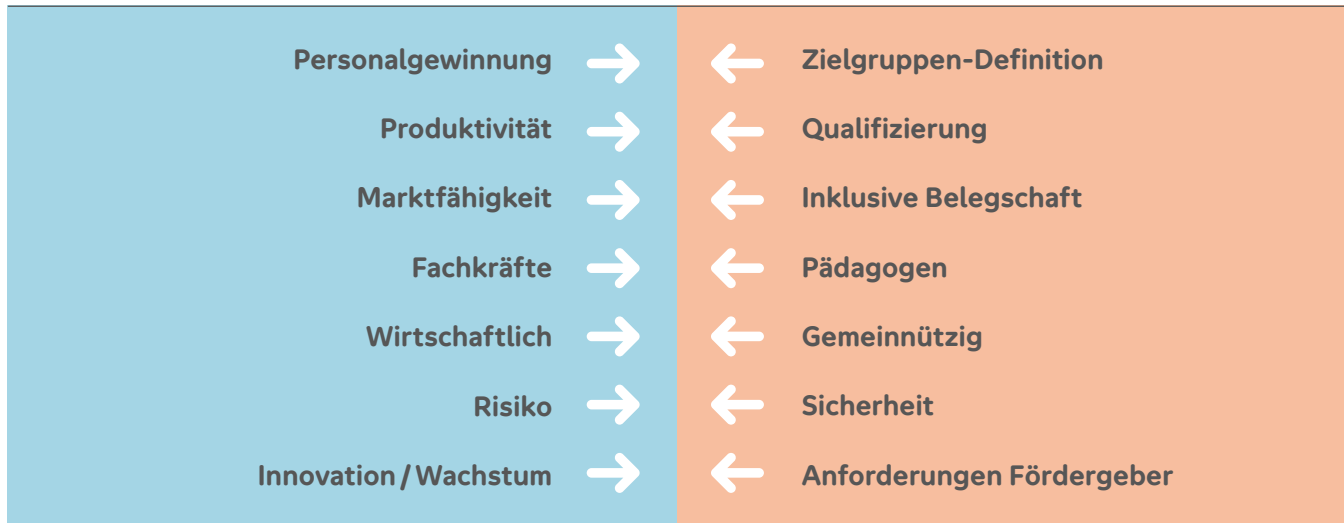 Personalgewinnung Zielgruppen-Definition
Produktivität Qualifizierung
Marktfähigkeit Inklusive Belegschaft
Fachkräfte Pädagogen
Wirtschaftlich Gemeinnützig
Risiko Sicherheit
Innovation / Wachstum Anforderungen Fördergeber